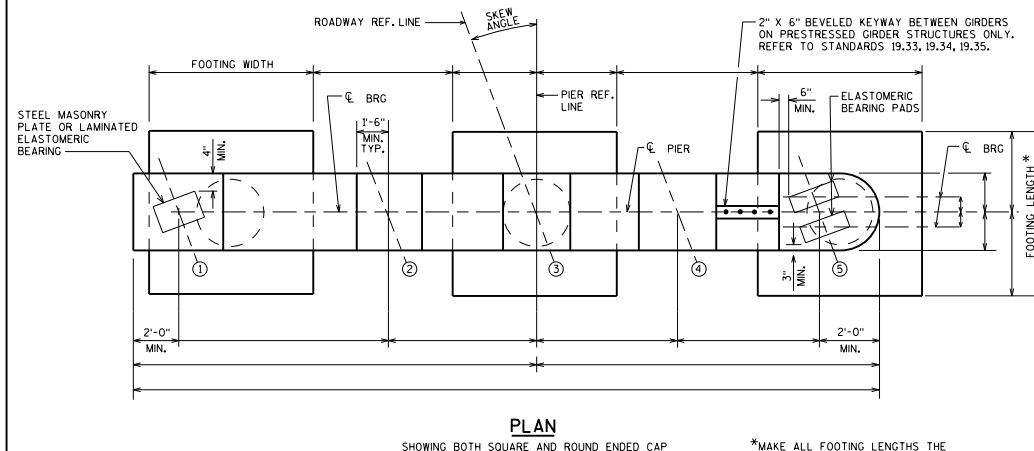 ROADWAY REF. LINE
SKEW
ANGLE
2" X 6" BEVELED KEYWAY BETWEEN GIRDERS
ON PRESTRESSED GIRDER STRUCTURES ONLY.
REFER TO STANDARDS 19.33, 19.34, 19.35.
FOOTING WIDTH
℄ BRG
PIER REF.
LINE
6"
MIN.
ELASTOMERIC
BEARING PADS
STEEL MASONRY
PLATE OR LAMINATED
ELASTOMERIC
BEARING
4"
MIN.
1'-6"
MIN.
TYP.
℄ PIER
℄ BRG
FOOTING LENGTH*
1
2
3
4
3"
MIN.
5
2'-0"
MIN.
2'-0"
MIN.
PLAN
SHOWING BOTH SQUARE AND ROUND ENDED CAP
*MAKE ALL FOOTING LENGTHS THE